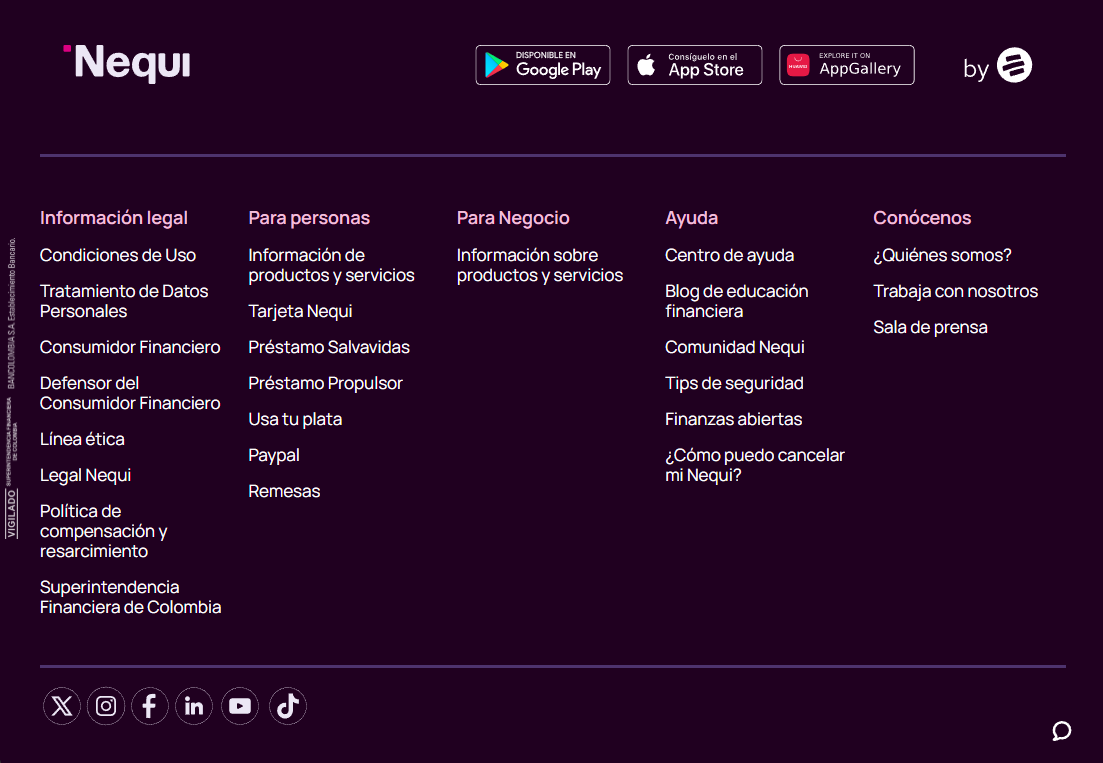 Nequi
DISPONIBLE EN
Google Play
Consíguelo en el
App Store
HUAWEI
EXPLORE IT ON
AppGallery
by
Información legal
Condiciones de Uso
Tratamiento de Datos
Personales
Consumidor Financiero
Defensor del
Consumidor Financiero
Línea ética
Legal Nequi
Política de
compensación y
resarcimiento
Superintendencia
Financiera de Colombia
Para personas
Información de
productos y servicios
Tarjeta Nequi
Préstamo Salvavidas
Préstamo Propulsor
Usa tu plata
Paypal
Remesas
Para Negocio
Información sobre
productos y servicios
Ayuda
Centro de ayuda
Blog de educación
financiera
Comunidad Nequi
Tips de seguridad
Finanzas abiertas
¿Cómo puedo cancelar
mi Nequi?
Conócenos
¿Quiénes somos?
Trabaja con nosotros
Sala de prensa
VIGILADO
SUPERINTENDENCIA FINANCIERA
DE COLOMBIA
BANCOLOMBIA S.A. Establecimiento Bancario.